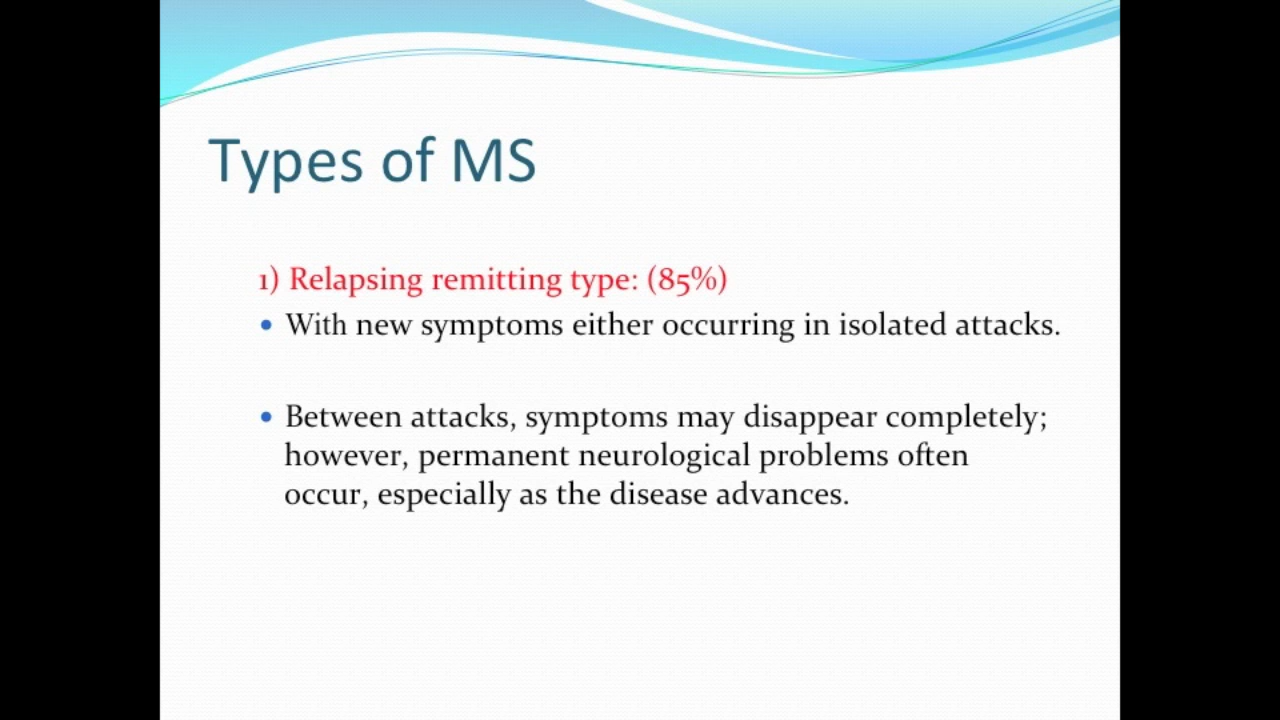 Types of MS
1) Relapsing remitting type: (85%)
• With new symptoms either occurring in isolated attacks.
• Between attacks, symptoms may disappear completely;
however, permanent neurological problems often
occur, especially as the disease advances.